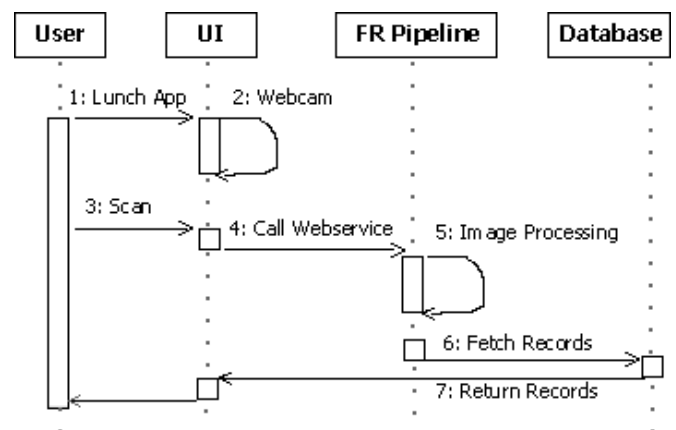 User
UI
FR Pipeline
Database
1: Lunch App
2: Webcam
3: Scan
4: Call Webservice
5: Image Processing
6: Fetch Records
7: Return Records